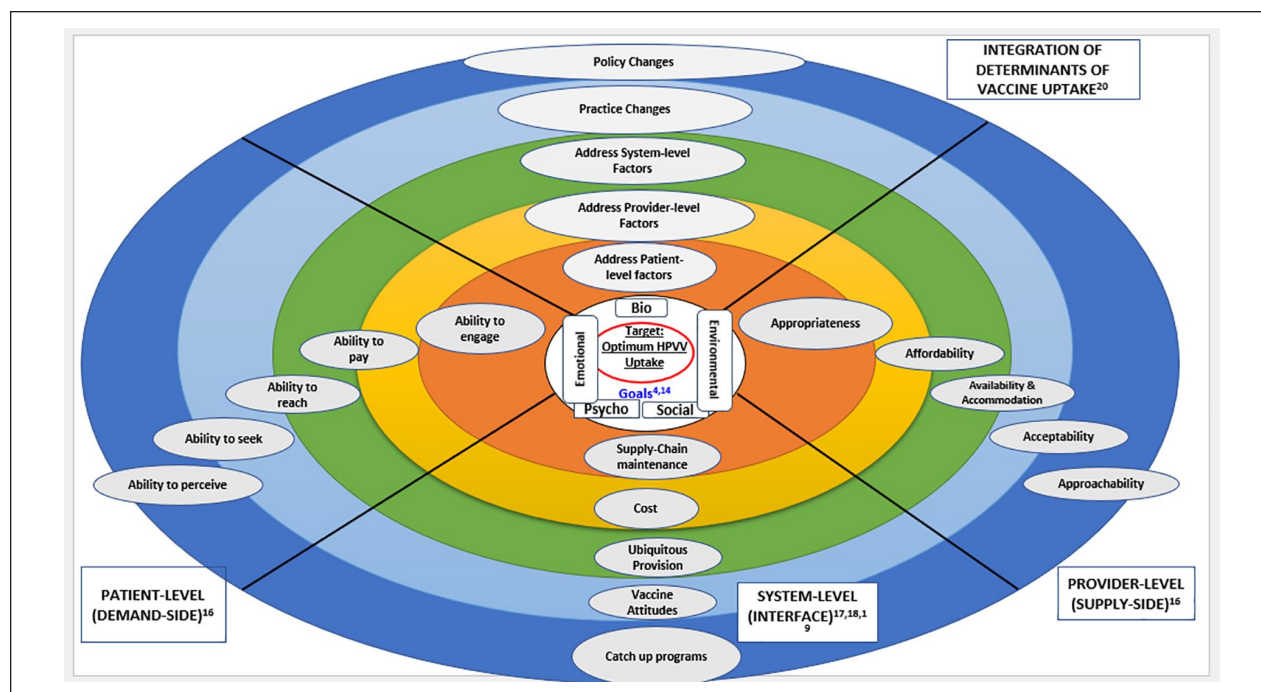 Policy Changes
INTEGRATION OF
DETERMINANTS OF
VACCINE UPTAKE20
Practice Changes
Address System-level
Factors
Address Provider-level
Factors
Address Patient-
level factors
Bio
Emotional
Target:
Optimum HPVV
Uptake
Environmental
Goals4,14
Psycho
Social
Ability to
engage
Ability to
pay
Ability to
reach
Ability to seek
Ability to perceive
Appropriateness
Affordability
Availability &
Accommodation
Acceptability
Approachability
Supply-Chain
maintenance
Cost
Ubiquitous
Provision
Vaccine
Attitudes
Catch up programs
PATIENT-LEVEL
(DEMAND-SIDE)16
SYSTEM-LEVEL
(INTERFACE)17,18,1
9
PROVIDER-LEVEL
(SUPPLY-SIDE)16